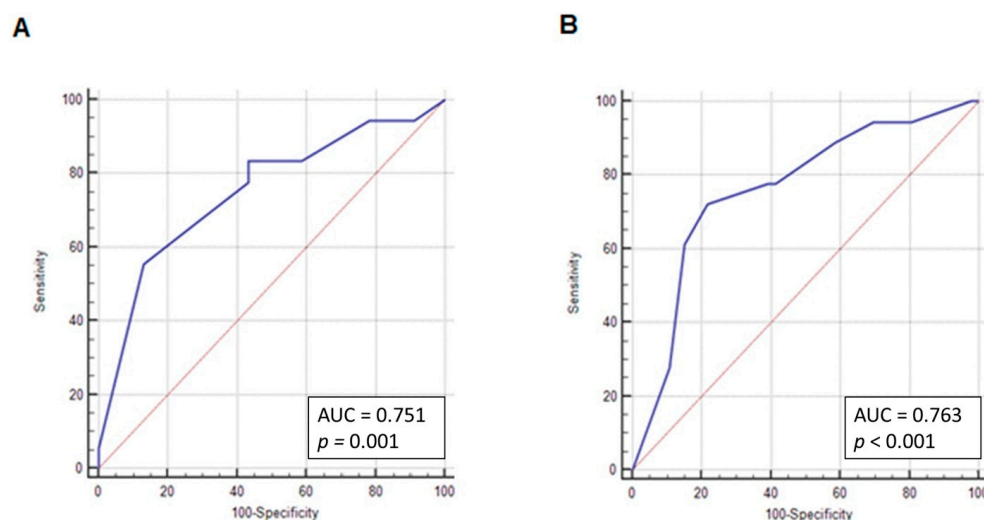 A
100
80
60
40
20
0
Sensitivity
0 20 40 60 80 100
100-Specificity
AUC = 0.751
p = 0.001
B
100
80
60
40
20
0
Sensitivity
0 20 40 60 80 100
100-Specificity
AUC = 0.763
p < 0.001